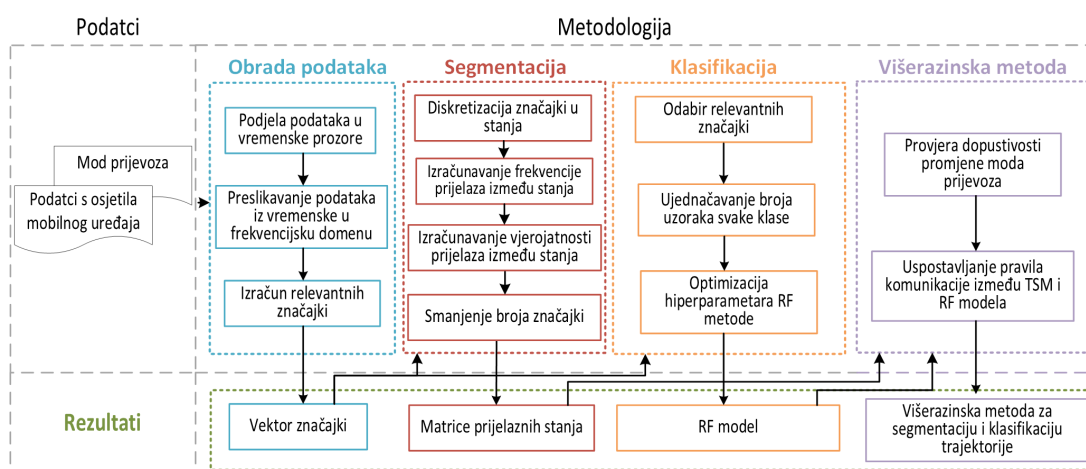 Podatci
Metodologija
Obrada podataka
Segmentacija
Klasifikacija
Višerazinska metoda
Mod prijevoza
Podatci s osjetila
mobilnog uređaja
Podjela podataka u
vremenske prozore
Preslikavanje podataka
iz vremenske u
frekvencijsku domenu
Izračun relevantnih
značajki
Diskretizacija značajki u
stanja
Izračunavanje frekvencije
prijelaza između stanja
Izračunavanje vjerojatnosti
prijelaza između stanja
Smanjenje broja značajki
Odabir relevantnih
značajki
Ujednačavanje broja
uzoraka svake klase
Optimizacija
hiperparametara RF
metode
Provjera dopustivosti
promjene moda
prijevoza
Uspostavljanje pravila
komunikacije između TSM i
RF modela
Rezultati
Vektor značajki
Matrice prijelaznih stanja
RF model
Višerazinska metoda za
segmentaciju i klasifikaciju
trajektorije